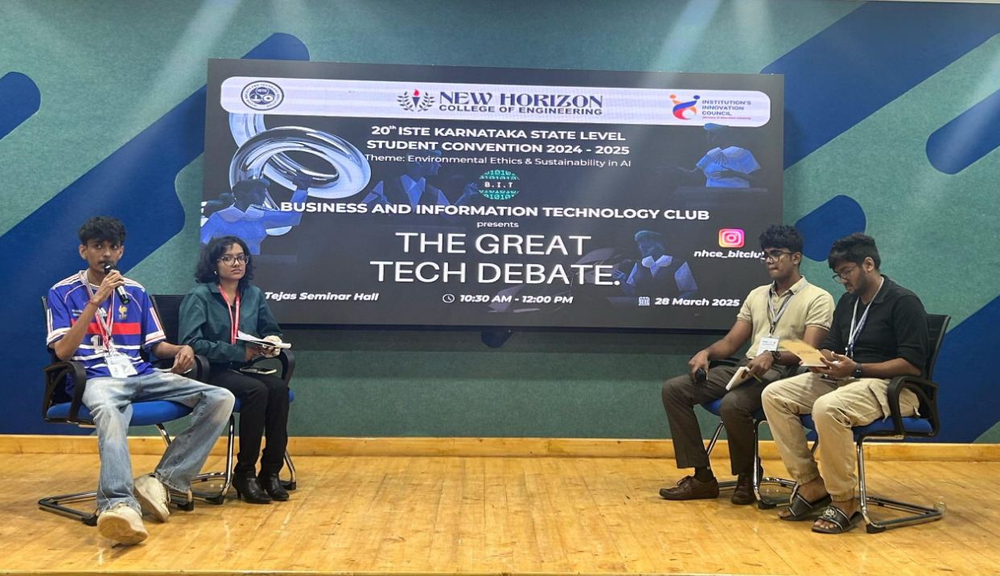 NEW HORIZON
COLLEGE OF ENGINEERING
INSTITUTION'S
INNOVATION
COUNCIL
20th ISTE KARNATAKA STATE LEVEL
STUDENT CONVENTION 2024 - 2025
Theme: Environmental Ethics & Sustainability in AI
B.I.T
BUSINESS AND INFORMATION TECHNOLOGY CLUB
presents
THE GREAT
TECH DEBATE.
nhce_bitclu
Tejas Seminar Hall
10:30 AM - 12:00 PM
28 March 2025